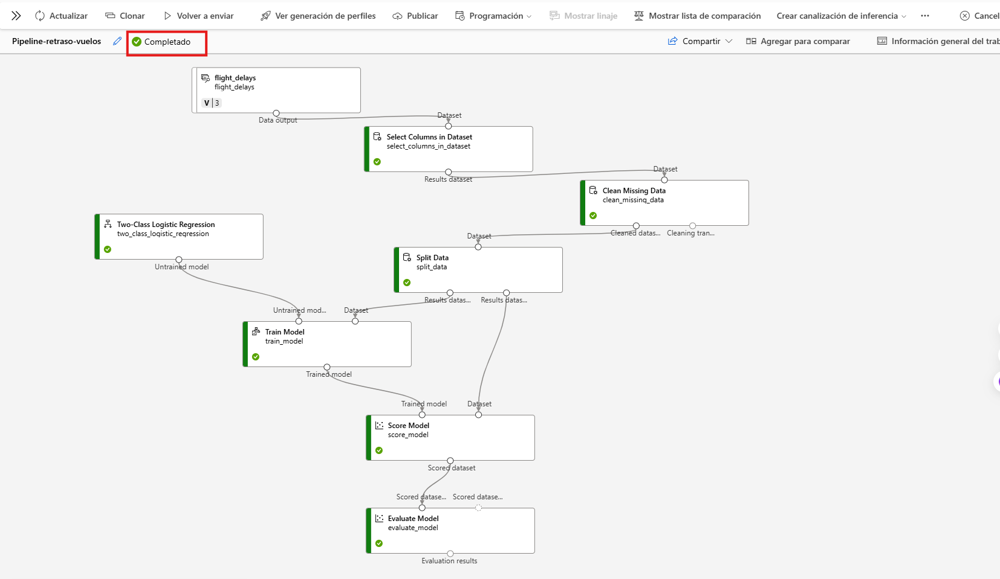 Actualizar Clonar Volver a enviar Ver generación de perfiles Publicar Programación Mostrar linaje Mostrar lista de comparación Crear canalización de inferencia ... Cancel
Pipeline-retraso-vuelos Completado Compartir Agregar para comparar Información general del trab
flight_delays
flight_delays
V | 3
Data output
Dataset
Select Columns in Dataset
select_columns_in_dataset
Results dataset
Dataset
Clean Missing Data
clean_missing_data
Cleaned datas... Cleaning tran...
Two-Class Logistic Regression
two_class_logistic_regression
Untrained model
Dataset
Split Data
split_data
Results datas... Results datas...
Untrained mod... Dataset
Train Model
train_model
Trained model
Trained model Dataset
Score Model
score_model
Scored dataset
Scored datase... Scored datase...
Evaluate Model
evaluate_model
Evaluation results